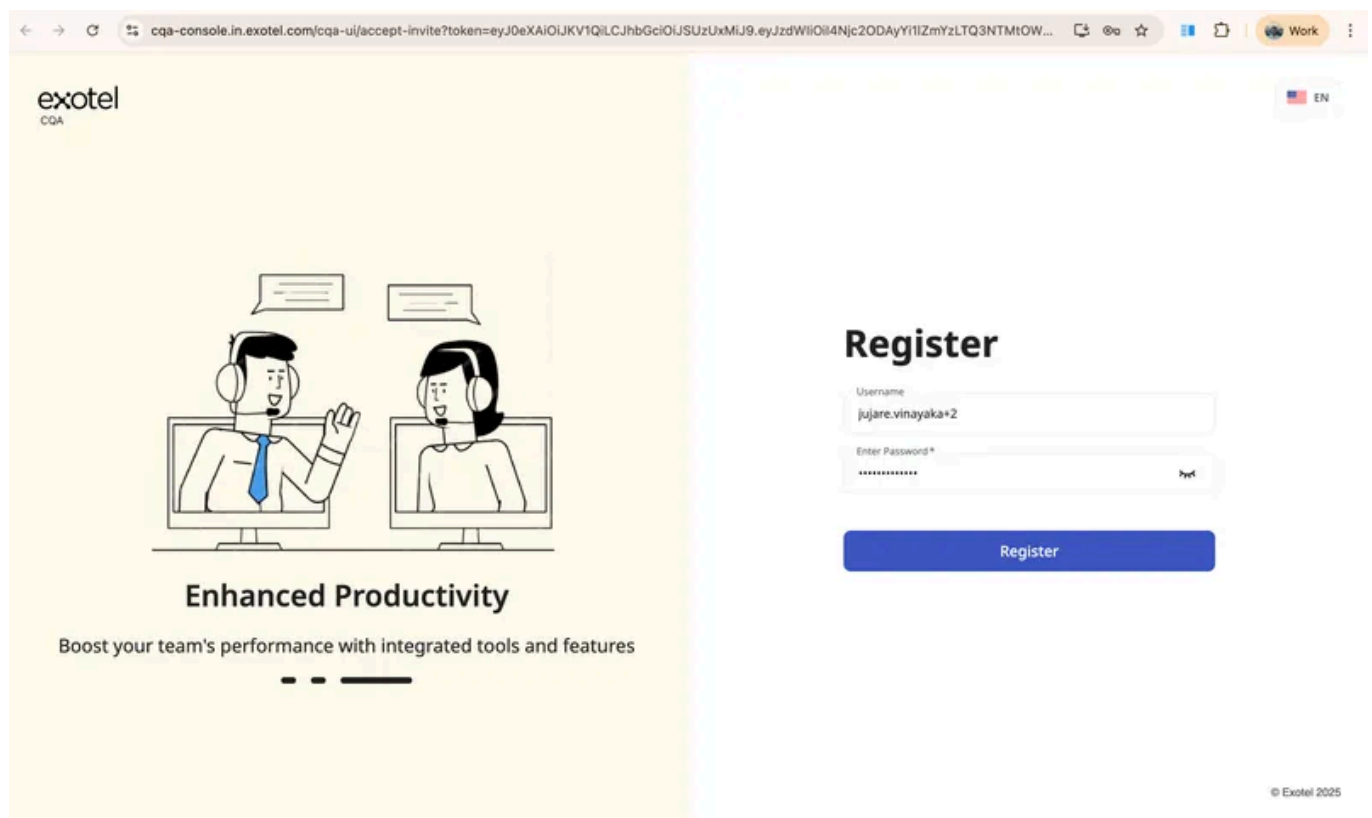 cqa-console.in.exotel.com/cqa-ui/accept-invite?token=eyJ0eXAiOiJKV1QiLCJhbGciOiJSUzUxMiJ9.eyJzdWIiOiI4Njc2ODAyYi1lZmYzLTQ3NTMtOW...
Work
exotel
CQA
EN
Register
Username
jujare.vinayaka+2
Enter Password*
Register
Enhanced Productivity
Boost your team's performance with integrated tools and features
© Exotel 2025